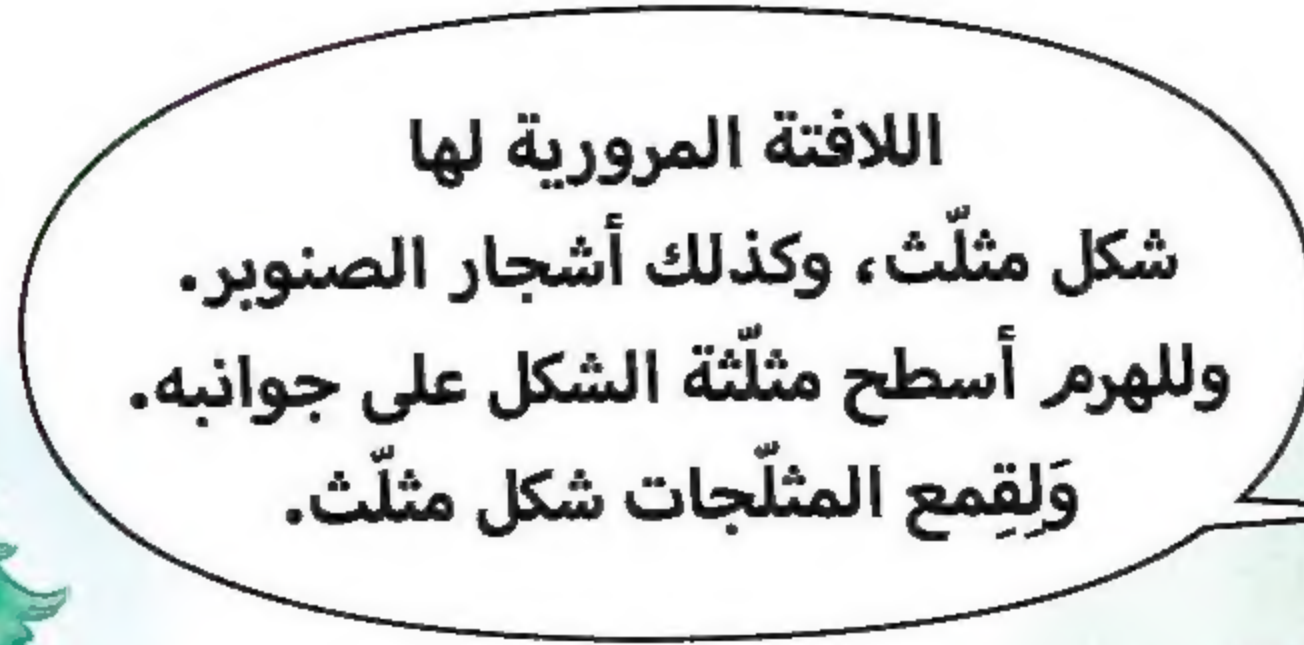 اللافتة المرورية لها
شكل مثلّث، وكذلك أشجار الصنوبر.
وللهرم أسطح مثلّثة الشكل على جوانبه.
وَلِقِمع المثلّجات شكل مثلّث.